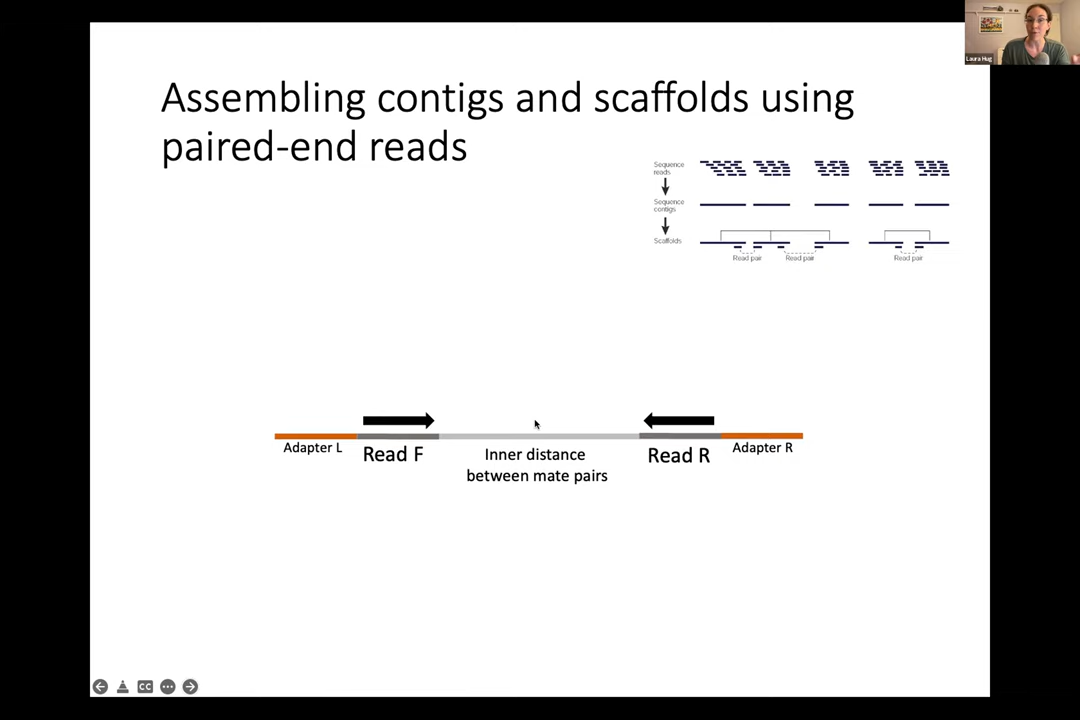 Assembling contigs and scaffolds using
paired-end reads
Laura Hug
Sequence
reads
Sequence
contigs
Scaffolds
Read pair
Read pair
Read pair
Adapter L
Read F
Inner distance
between mate pairs
Read R
Adapter R
CC